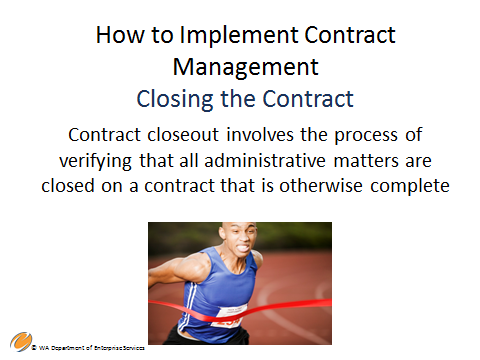 How to Implement Contract
Management
Closing the Contract
Contract closeout involves the process of
verifying that all administrative matters are
closed on a contract that is otherwise complete
© WA Department of Enterprise Services